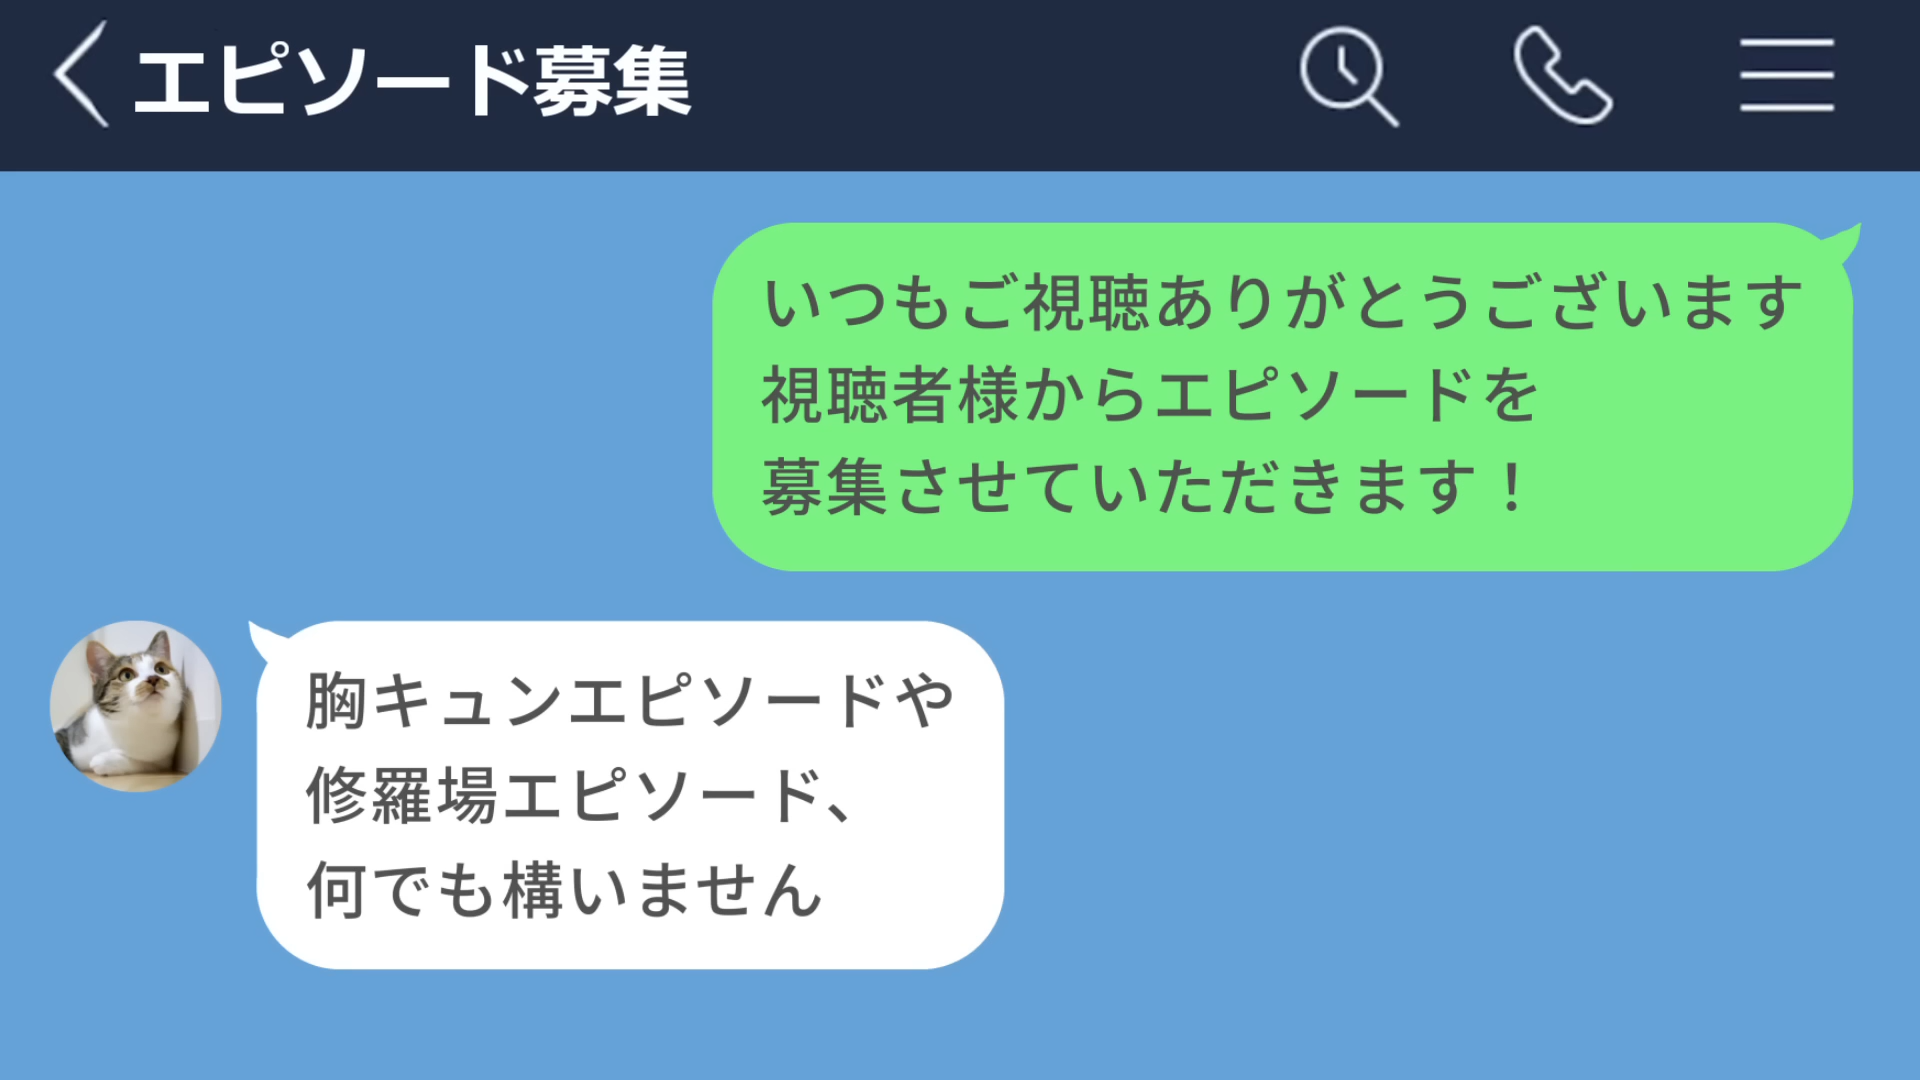 エピソード募集
いつもご視聴ありがとうございます
視聴者様からエピソードを
募集させていただきます！
胸キュンエピソードや
修羅場エピソード、
何でも構いません